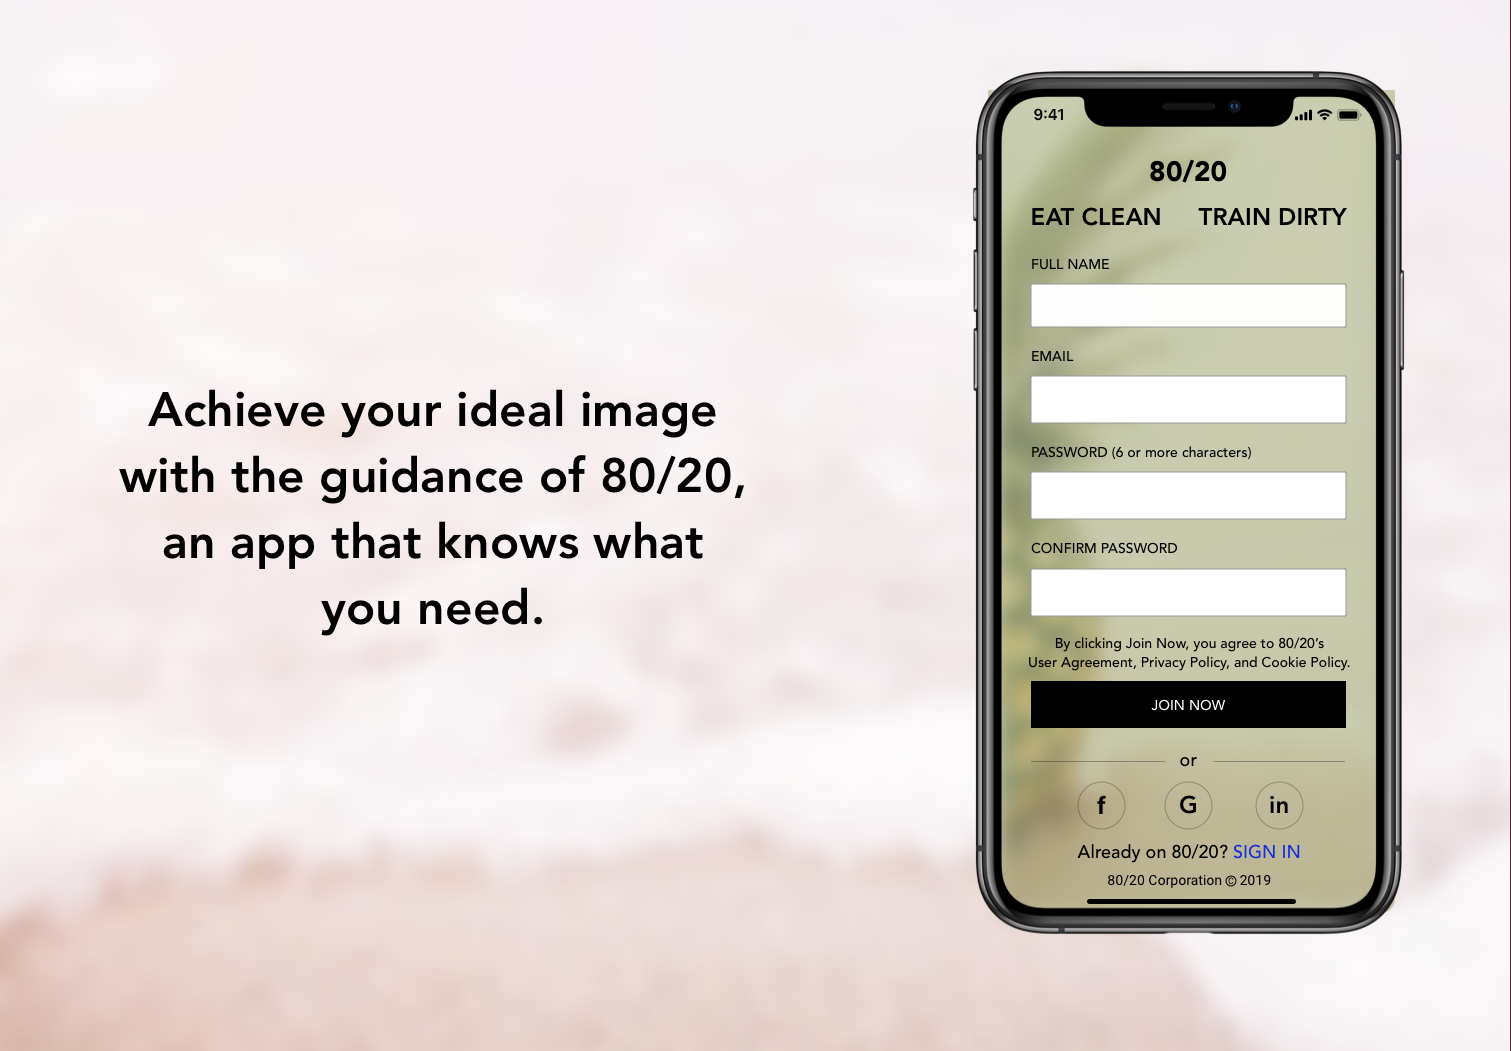 Achieve your ideal image
with the guidance of 80/20,
an app that knows what
you need.
9:41
80/20
EAT CLEAN TRAIN DIRTY
FULL NAME
EMAIL
PASSWORD (6 or more characters)
CONFIRM PASSWORD
By clicking Join Now, you agree to 80/20’s
User Agreement, Privacy Policy, and Cookie Policy.
JOIN NOW
or
f G in
Already on 80/20? SIGN IN
80/20 Corporation © 2019